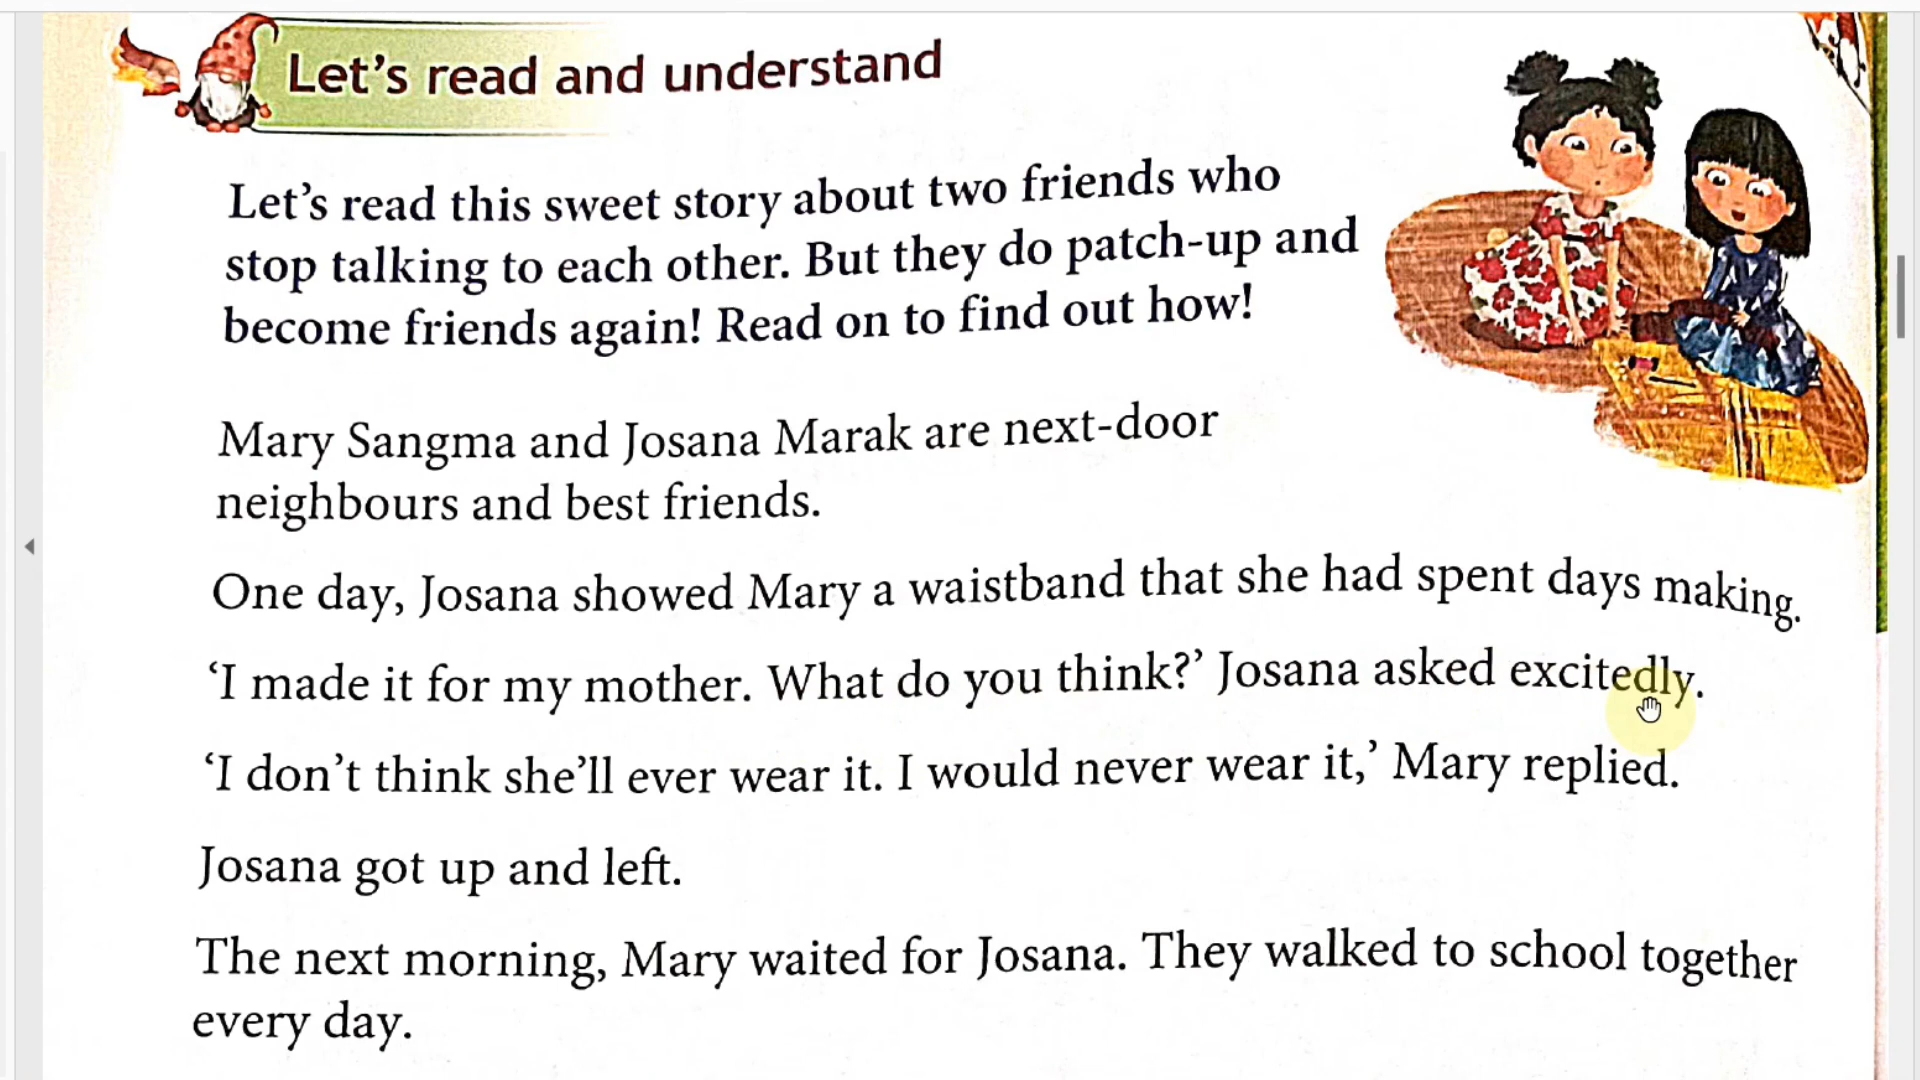 Let's read and understand
Let's read this sweet story about two friends who
stop talking to each other. But they do patch-up and
become friends again! Read on to find out how!
Mary Sangma and Josana Marak are next-door
neighbours and best friends.
One day, Josana showed Mary a waistband that she had spent days making.
‘I made it for my mother. What do you think?’ Josana asked excitedly.
‘I don’t think she’ll ever wear it. I would never wear it,’ Mary replied.
Josana got up and left.
The next morning, Mary waited for Josana. They walked to school together
every day.